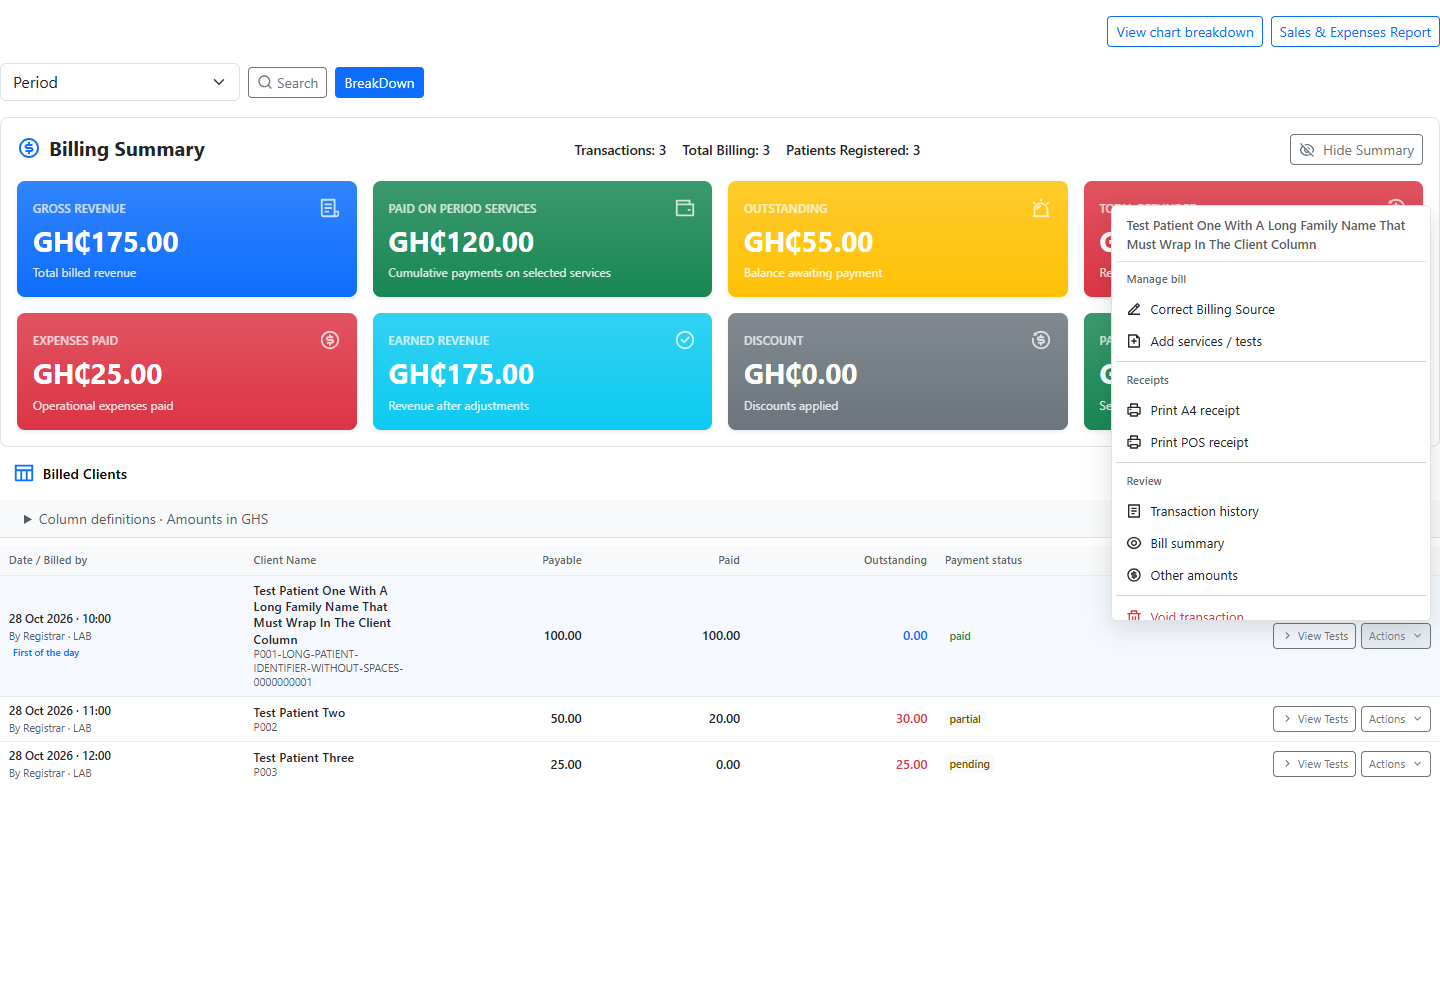 View chart breakdown
Sales & Expenses Report
Period
Search
BreakDown
Billing Summary
Transactions: 3
Total Billing: 3
Patients Registered: 3
Hide Summary
GROSS REVENUE
GH₵175.00
Total billed revenue
PAID ON PERIOD SERVICES
GH₵120.00
Cumulative payments on selected services
OUTSTANDING
GH₵55.00
Balance awaiting payment
EXPENSES PAID
GH₵25.00
Operational expenses paid
EARNED REVENUE
GH₵175.00
Revenue after adjustments
DISCOUNT
GH₵0.00
Discounts applied
Test Patient One With A Long Family Name That
Must Wrap In The Client Column
Manage bill
Correct Billing Source
Add services / tests
Receipts
Print A4 receipt
Print POS receipt
Review
Transaction history
Bill summary
Other amounts
Void transaction
Billed Clients
Column definitions · Amounts in GHS
Date / Billed by
Client Name
Payable
Paid
Outstanding
Payment status
28 Oct 2026 · 10:00
By Registrar · LAB
First of the day
Test Patient One With A
Long Family Name That
Must Wrap In The Client
Column
P001-LONG-PATIENT-
IDENTIFIER-WITHOUT-SPACES-
0000000001
100.00
100.00
0.00
paid
View Tests
Actions
28 Oct 2026 · 11:00
By Registrar · LAB
Test Patient Two
P002
50.00
20.00
30.00
partial
View Tests
Actions
28 Oct 2026 · 12:00
By Registrar · LAB
Test Patient Three
P003
25.00
0.00
25.00
pending
View Tests
Actions